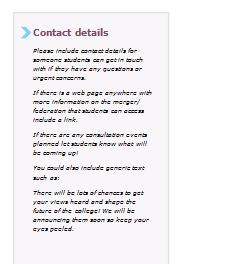 Contact details
Please include contact details for
someone students can get in touch
with if they have any questions or
urgent concerns.
If there is a web page anywhere with
more information on the merger/
federation that students can access
include a link.
If there are any consultation events
planned let students know what will
be coming up!
You could also include generic text
such as:
There will be lots of chances to get
your views heard and shape the
future of the college! We will be
announcing them soon so keep your
eyes peeled.